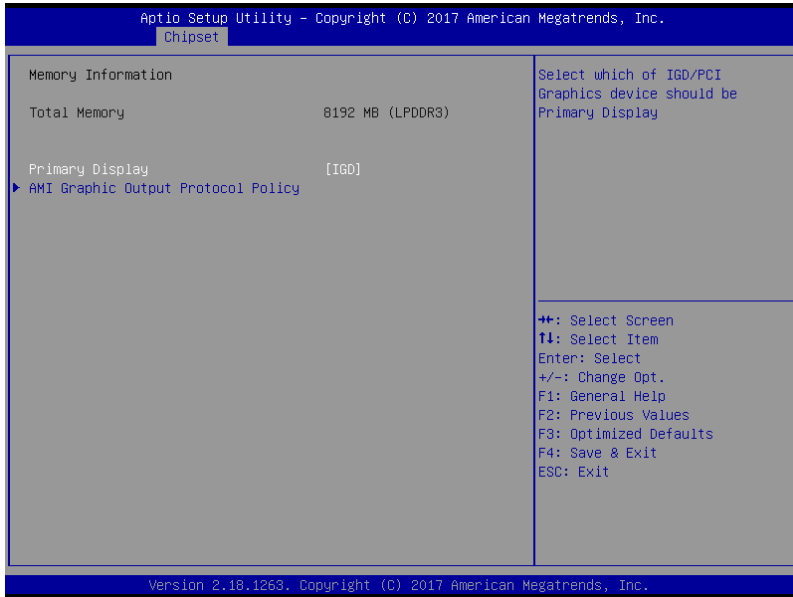 Aptio Setup Utility – Copyright (C) 2017 American Megatrends, Inc.
Chipset
Memory Information
Total Memory 8192 MB (LPDDR3)
Primary Display [IGD]
AMI Graphic Output Protocol Policy
Select which of IGD/PCI
Graphics device should be
Primary Display
→←: Select Screen
↑↓: Select Item
Enter: Select
+/-: Change Opt.
F1: General Help
F2: Previous Values
F3: Optimized Defaults
F4: Save & Exit
ESC: Exit
Version 2.18.1263. Copyright (C) 2017 American Megatrends, Inc.